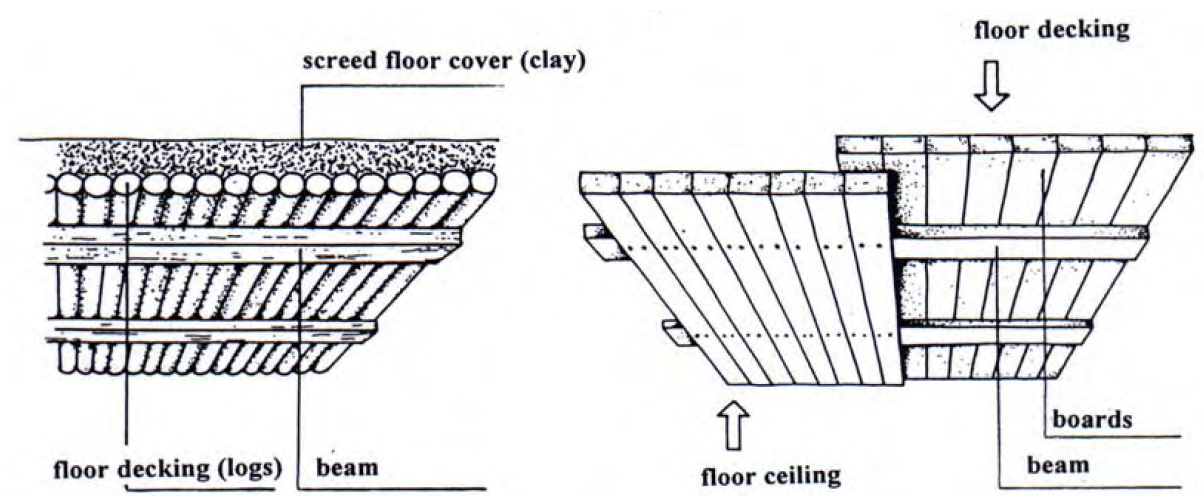 floor decking
screed floor cover (clay)
floor decking (logs)
beam
boards
beam
floor ceiling